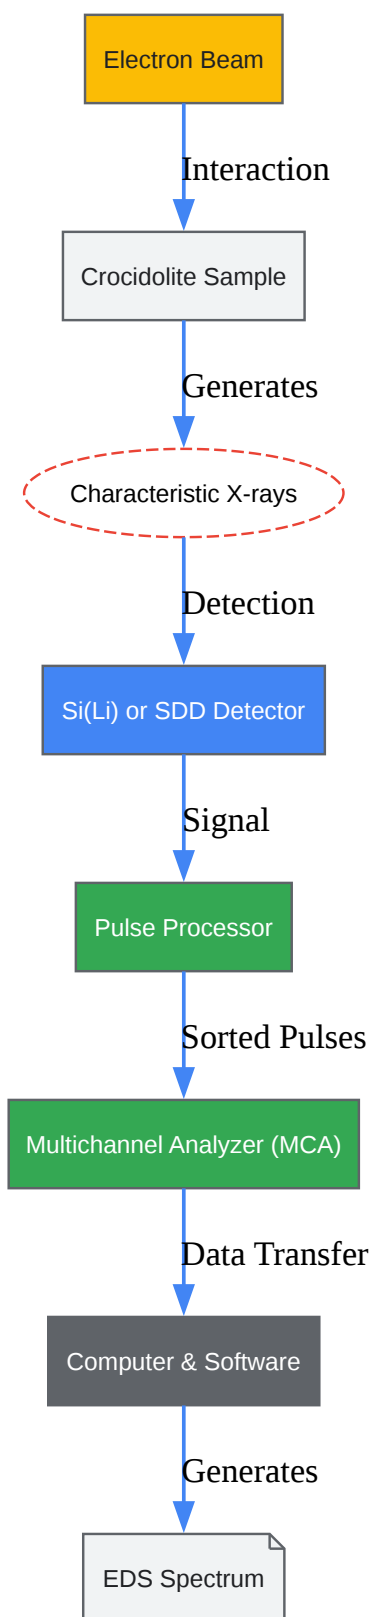 Electron Beam
Interaction
Crocidolite Sample
Generates
Characteristic X-rays
Detection
Si(Li) or SDD Detector
Signal
Pulse Processor
Sorted Pulses
Multichannel Analyzer (MCA)
Data Transfer
Computer & Software
Generates
EDS Spectrum